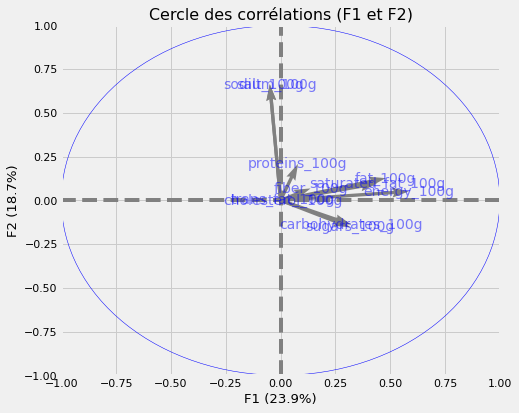 Cercle des corrélations (F1 et F2)
1.00
0.75
sodium_100g
salt_100g
0.50
0.25
proteins_100g
fat_100g
saturated_fat_100g
fiber_100g
energy_100g
0.00
cholesterol_100g
carbohydrates_100g
sugars_100g
−0.25
−0.50
−0.75
−1.00
−1.00 −0.75 −0.50 −0.25 0.00 0.25 0.50 0.75 1.00
F1 (23.9%)
F2 (18.7%)